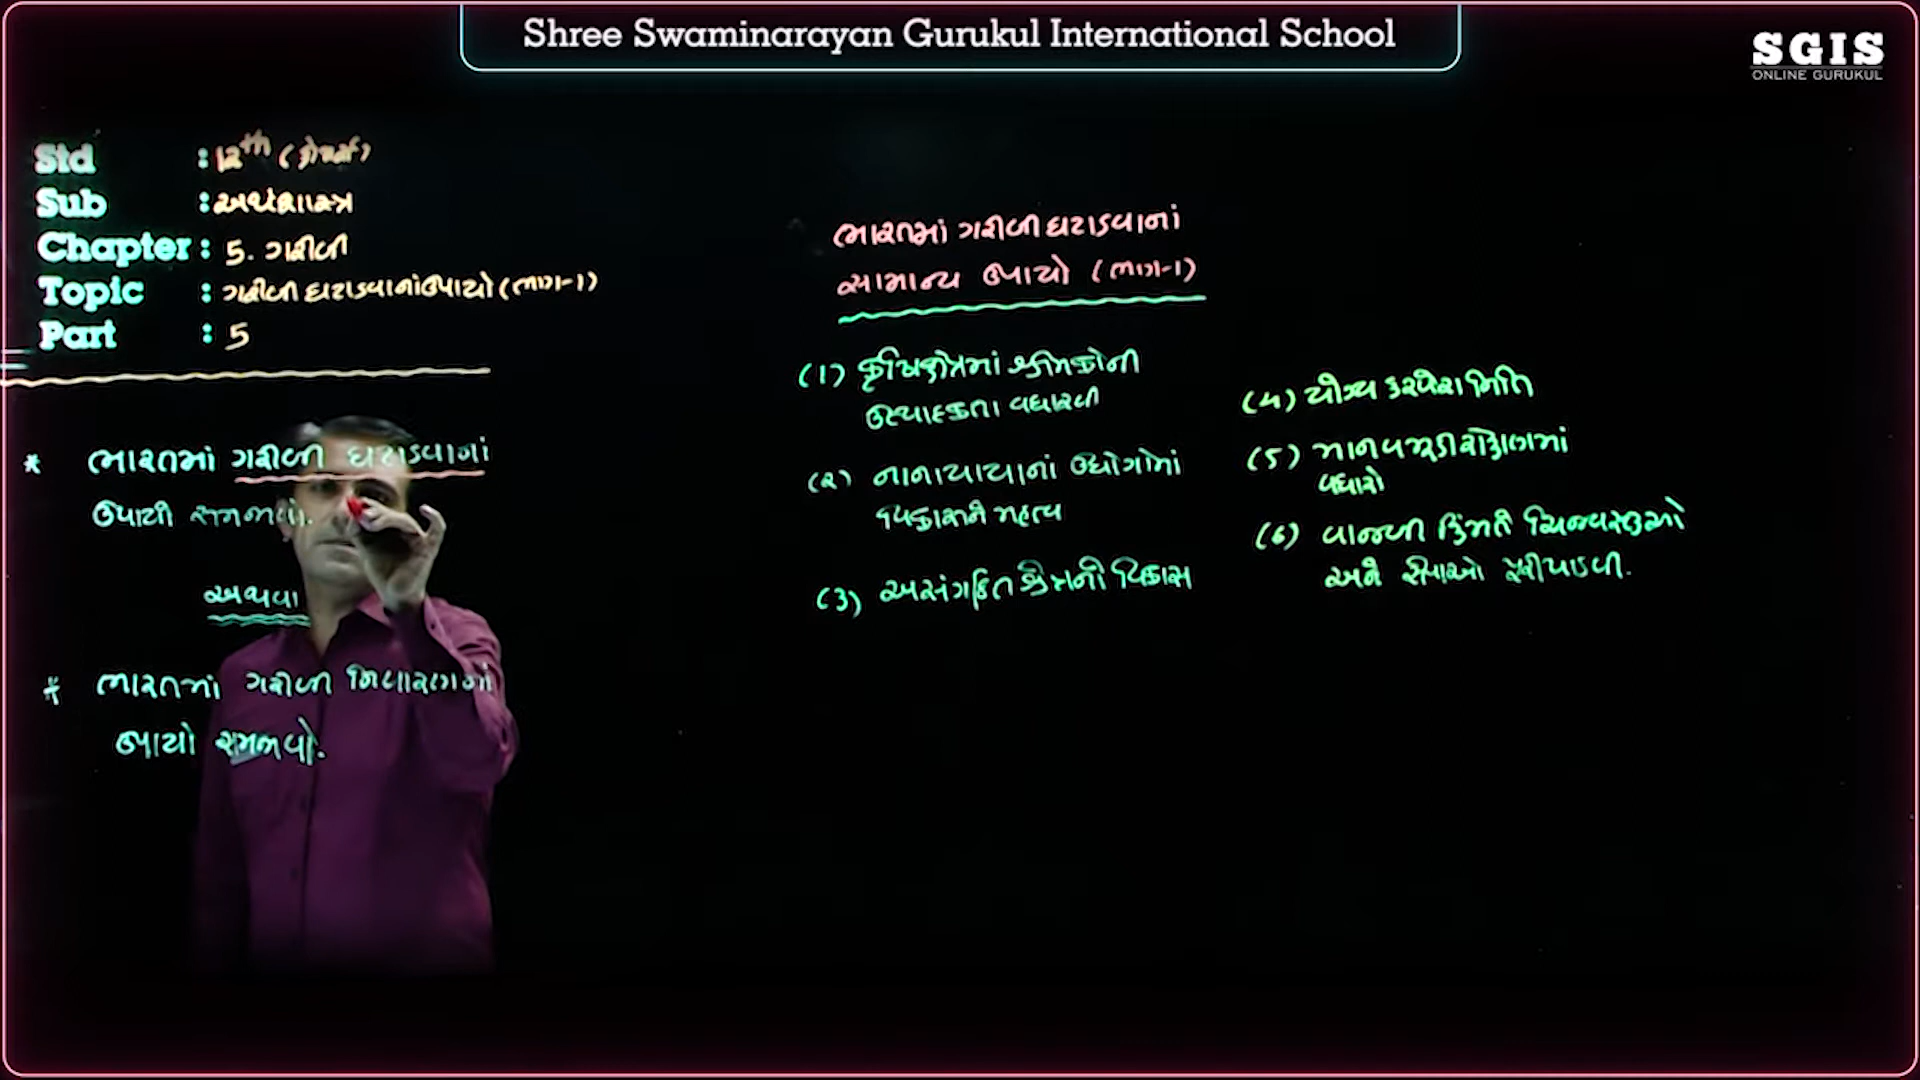 Shree Swaminarayan Gurukul International School
SGIS
ONLINE GURUKUL
Std : 12th (કોમર્સ)
Sub : અર્થશાસ્ત્ર
Chapter : 5. ગરીબી
Topic : ગરીબી ઘટાડવાનાં ઉપાયો (ભાગ-1)
Part : 5
* ભારતમાં ગરીબી ઘટાડવાનાં
ઉપાયો સમજાવો.
અથવા
* ભારતમાં ગરીબી નિવારણનાં
ઉપાયો સમજાવો.
ભારતમાં ગરીબી ઘટાડવાનાં
સામાન્ય ઉપાયો (ભાગ-1)
(1) કૃષિક્ષેત્રમાં શ્રમિકોની
ઉત્પાદકતા વધારવી
(૨) નાનાપાયાનાં ઉદ્યોગોનાં
વિકાસને મહત્વ
(3) અસંગઠિત ક્ષેત્રનો વિકાસ
(૪) યોગ્ય કરવેરા નિતિ
(5) માનવમૂડીરોકાણમાં
વધારો
(6) વાજબી કિંમતે ચિજવસ્તુઓ
અને સેવાઓ પુરી પાડવી.